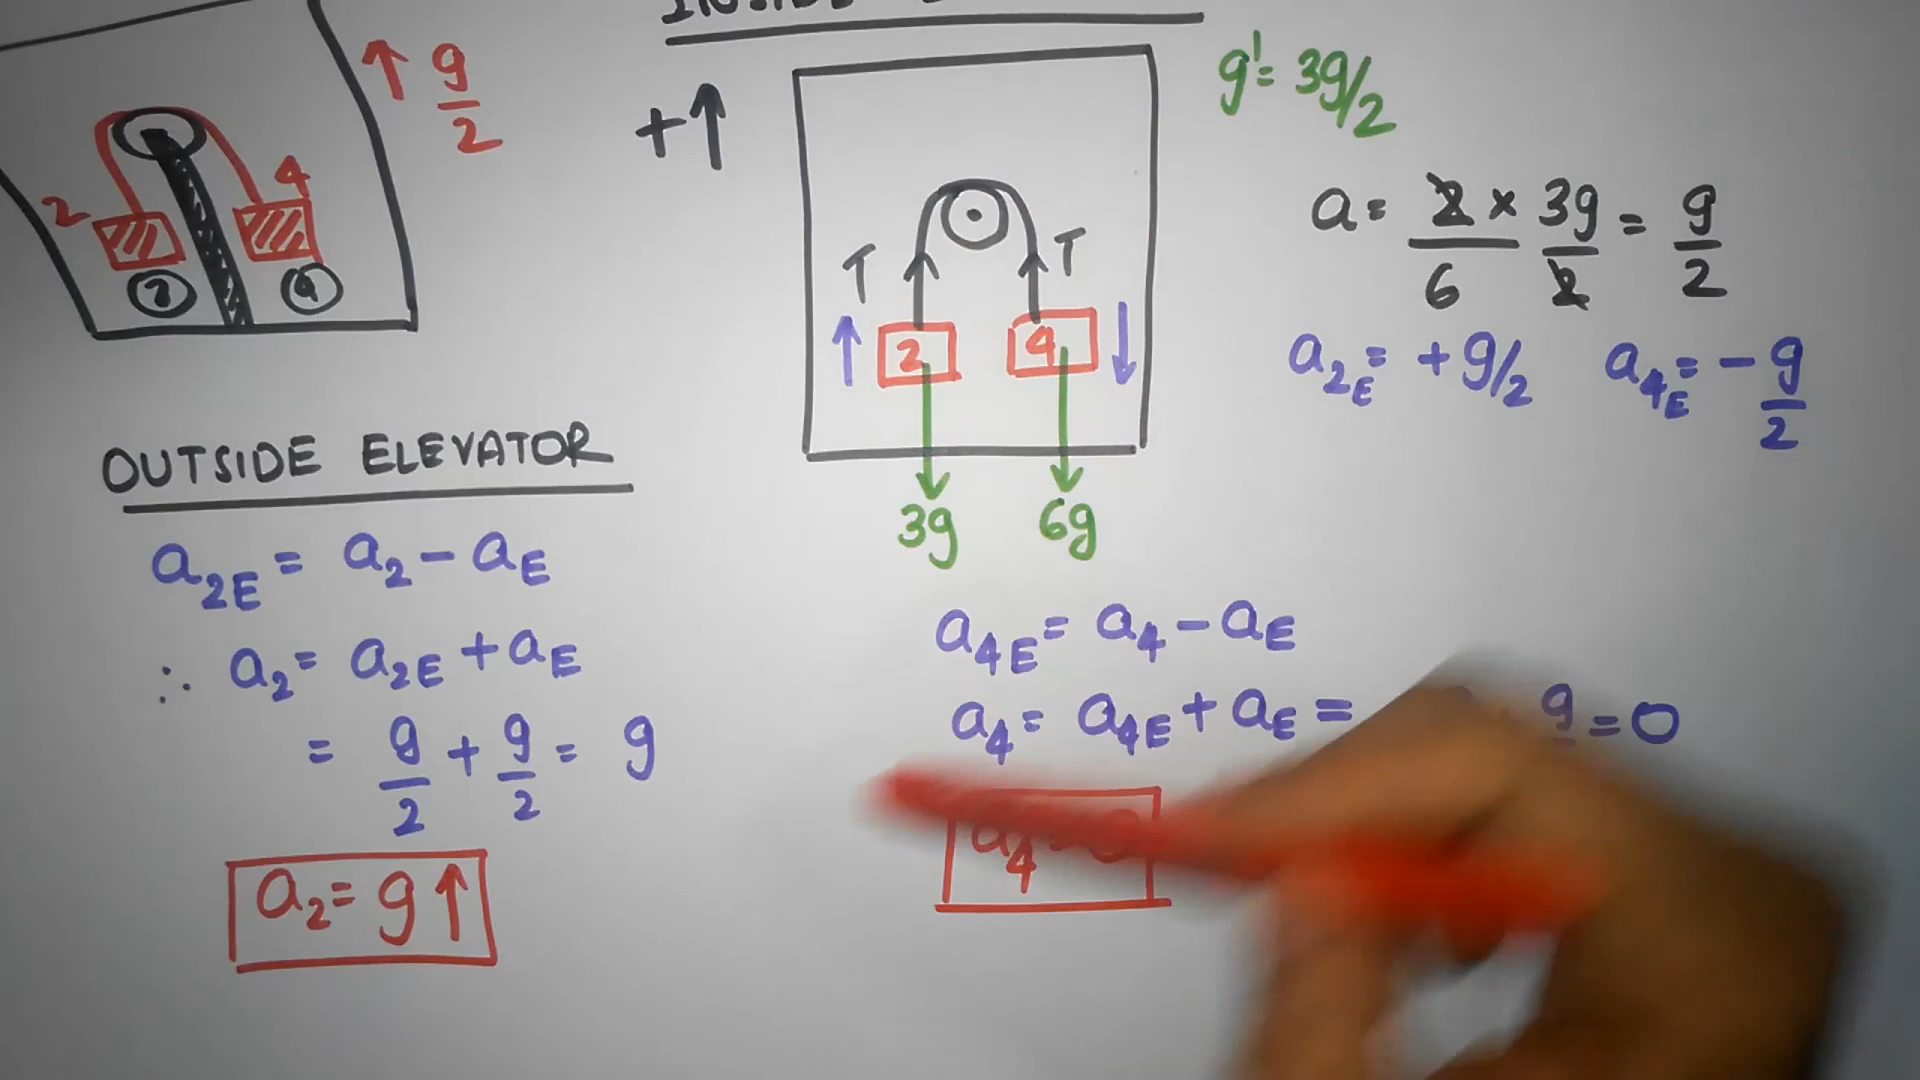 INSIDE
↑ g/2
2 4
2 4
+↑
g' = 3g/2
T T
2 4
3g 6g
a = 2/6 × 3g/2 = g/2
a₂E = +g/2 a₄E = -g/2
OUTSIDE ELEVATOR
a₂E = a₂ - aE
∴ a₂ = a₂E + aE
= g/2 + g/2 = g
a₂ = g↑
a₄E = a₄ - aE
a₄ = a₄E + aE = g = 0
a₄